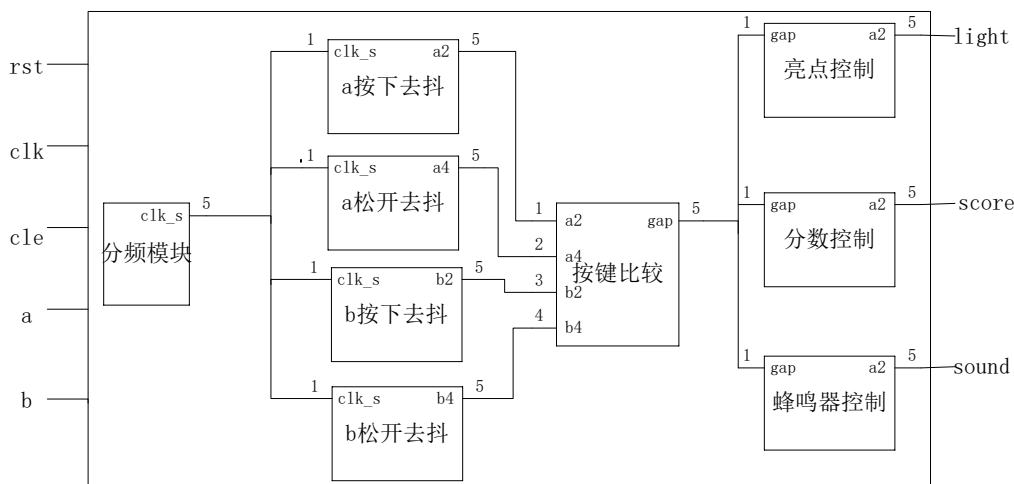 rst
clk
cle
a
b
5
clk_s
分频模块
1
clk_s a2
5
a按下去抖
1
clk_s a4
5
a松开去抖
1
clk_s b2
5
b按下去抖
1
clk_s b4
5
b松开去抖
1
a2
2
a4
3
b2
4
b4
gap
5
按键比较
1
gap a2
5
亮点控制
light
1
gap a2
5
分数控制
score
1
gap a2
5
蜂鸣器控制
sound